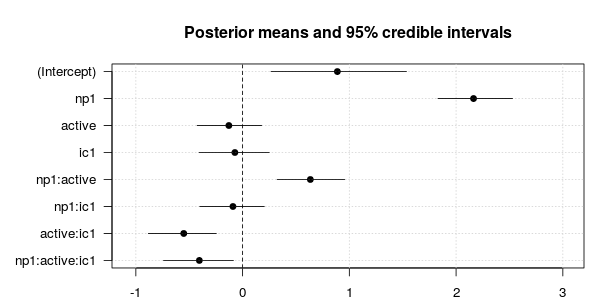 Posterior means and 95% credible intervals
(Intercept)
np1
active
ic1
np1:active
np1:ic1
active:ic1
np1:active:ic1
-1 0 1 2 3